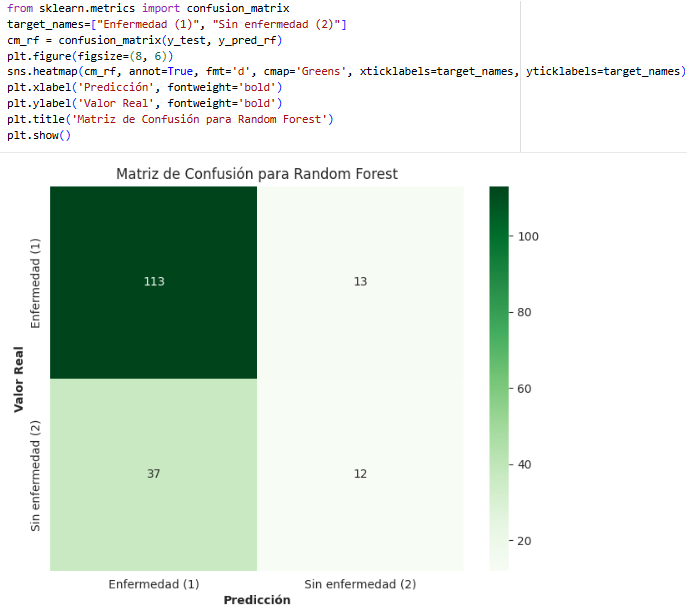 from sklearn.metrics import confusion_matrix
target_names=["Enfermedad (1)", "Sin enfermedad (2)"]
cm_rf = confusion_matrix(y_test, y_pred_rf)
plt.figure(figsize=(8, 6))
sns.heatmap(cm_rf, annot=True, fmt='d', cmap='Greens', xticklabels=target_names, yticklabels=target_names)
plt.xlabel('Predicción', fontweight='bold')
plt.ylabel('Valor Real', fontweight='bold')
plt.title('Matriz de Confusión para Random Forest')
plt.show()
Matriz de Confusión para Random Forest
Valor Real
Enfermedad (1)
113
13
Sin enfermedad (2)
37
12
Enfermedad (1)
Sin enfermedad (2)
Predicción
100
80
60
40
20